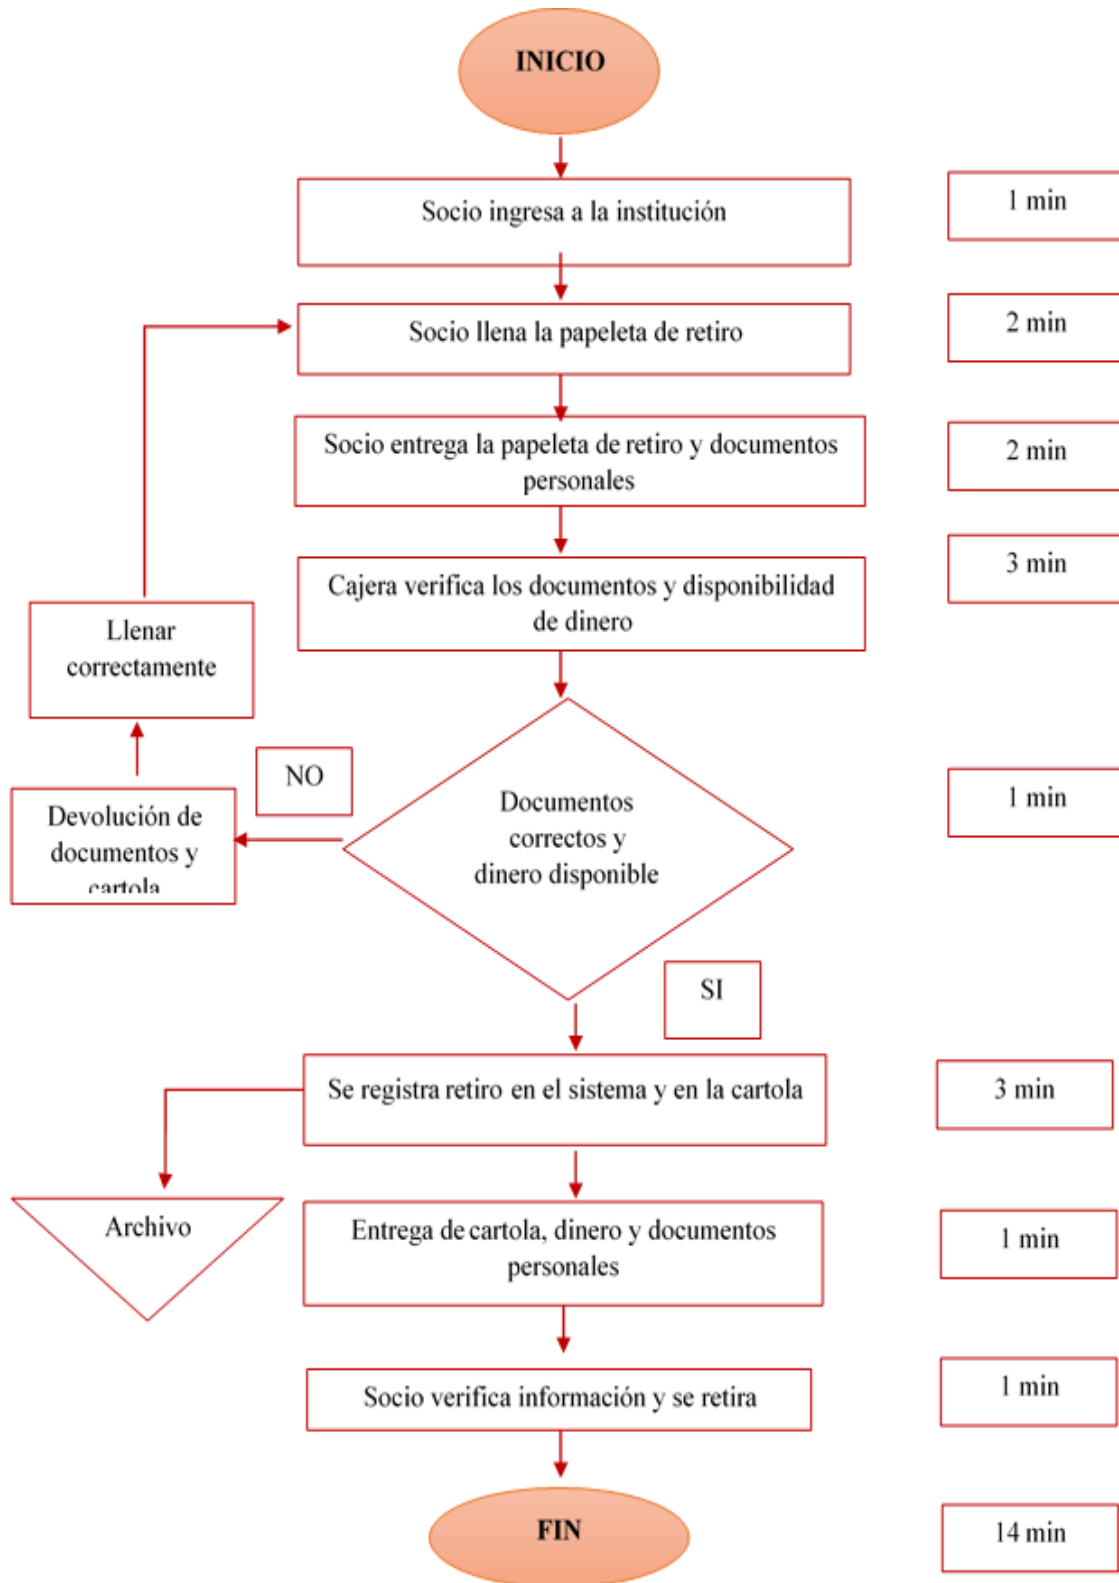 INICIO
Socio ingresa a la institución
1 min
Socio llena la papeleta de retiro
2 min
Socio entrega la papeleta de retiro y documentos
personales
2 min
Cajera verifica los documentos y disponibilidad
de dinero
3 min
Llenar
correctamente
NO
Devolución de
documentos y
cartola
Documentos
correctos y
dinero disponible
1 min
SI
Se registra retiro en el sistema y en la cartola
3 min
Archivo
Entrega de cartola, dinero y documentos
personales
1 min
Socio verifica información y se retira
1 min
FIN
14 min